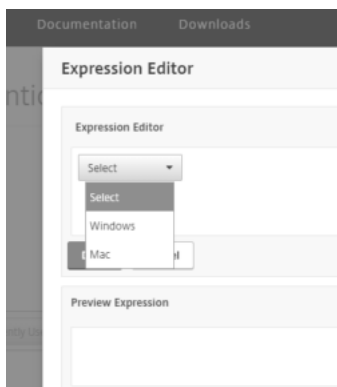 Documentation Downloads
Expression Editor
Expression Editor
Select
Select
Windows
Mac
Preview Expression